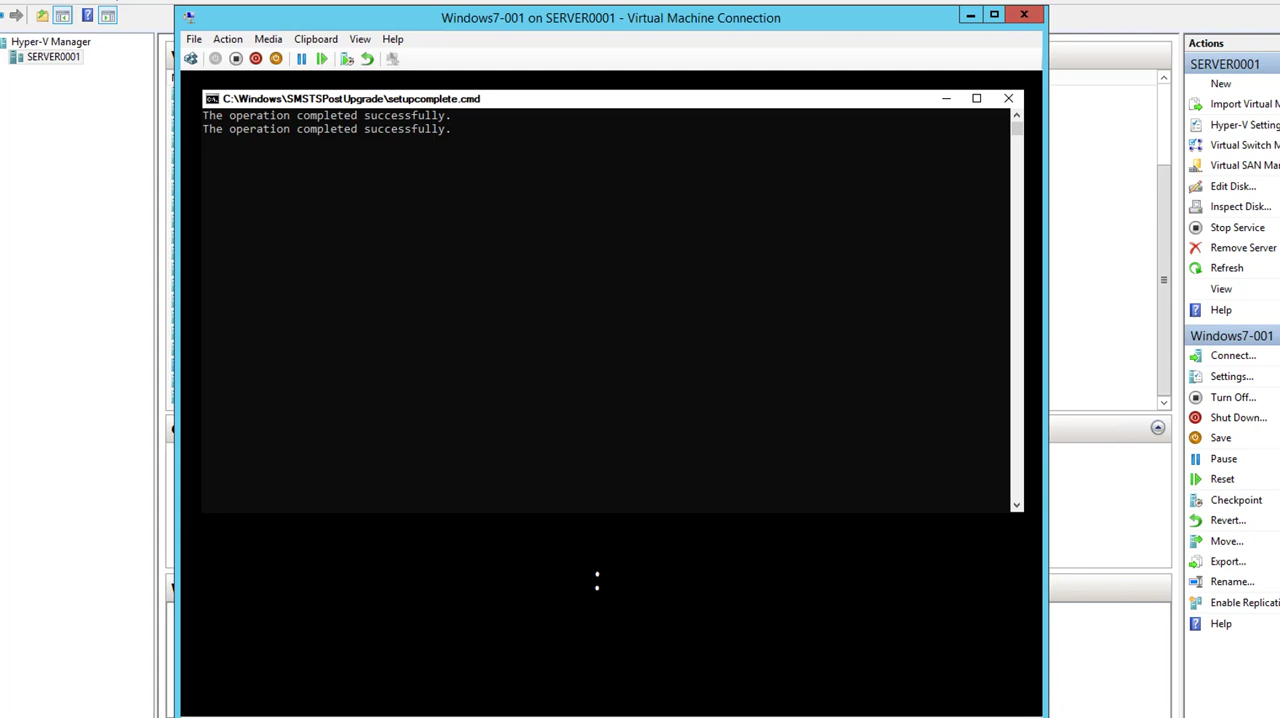 Windows7-001 on SERVER0001 - Virtual Machine Connection
File Action Media Clipboard View Help
Hyper-V Manager
SERVER0001
C:\Windows\SMSTSPostUpgrade\setupcomplete.cmd
The operation completed successfully.
The operation completed successfully.
Actions
SERVER0001
New
Import Virtual M
Hyper-V Setting
Virtual Switch M
Virtual SAN Man
Edit Disk...
Inspect Disk...
Stop Service
Remove Server
Refresh
View
Help
Windows7-001
Connect...
Settings...
Turn Off...
Shut Down...
Save
Pause
Reset
Checkpoint
Revert...
Move...
Export...
Rename...
Enable Replicati
Help